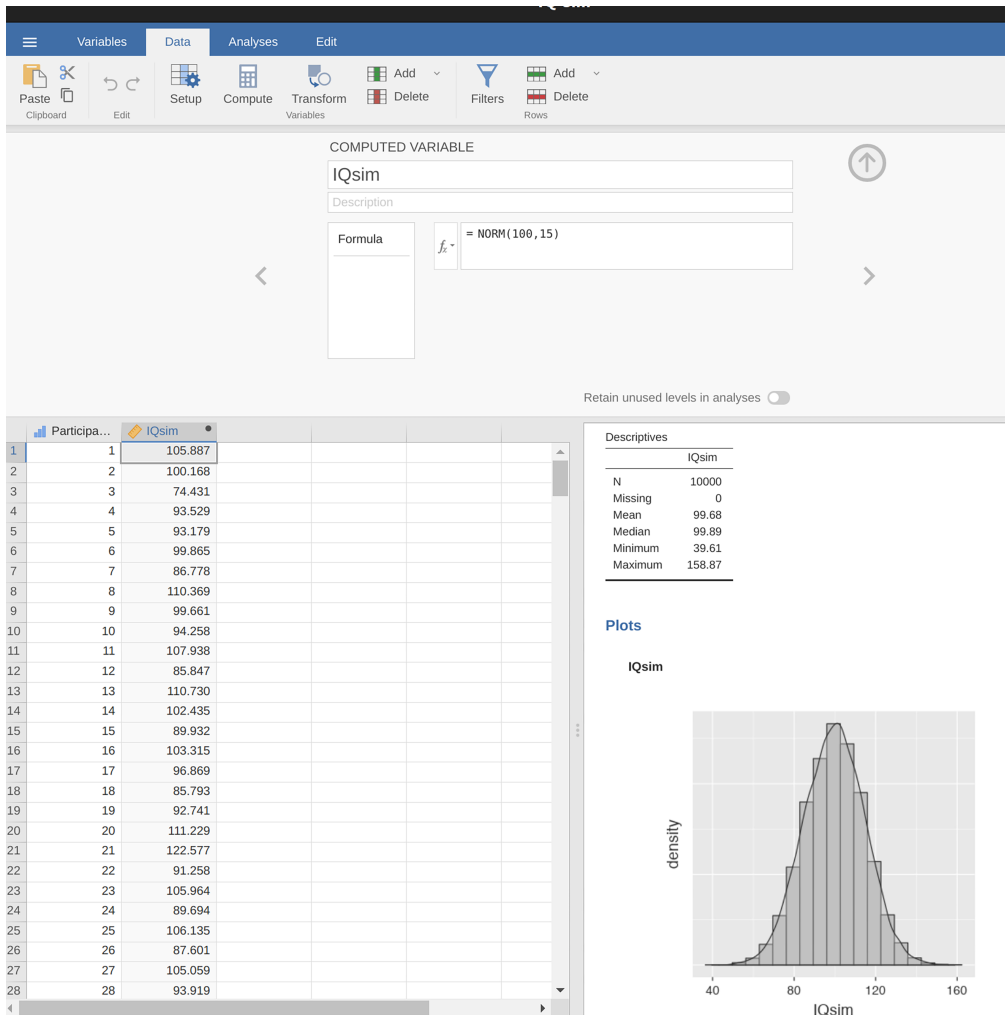 Variables Data Analyses Edit
Paste Setup Compute Transform Add Delete Filters Add Delete
Clipboard Edit Variables Rows
COMPUTED VARIABLE
IQsim
Description
Formula
fx
= NORM(100,15)
Retain unused levels in analyses
Participa... IQsim
1 1 105.887
2 2 100.168
3 3 74.431
4 4 93.529
5 5 93.179
6 6 99.865
7 7 86.778
8 8 110.369
9 9 99.661
10 10 94.258
11 11 107.938
12 12 85.847
13 13 110.730
14 14 102.435
15 15 89.932
16 16 103.315
17 17 96.869
18 18 85.793
19 19 92.741
20 20 111.229
21 21 122.577
22 22 91.258
23 23 105.964
24 24 89.694
25 25 106.135
26 26 87.601
27 27 105.059
28 28 93.919
Descriptives
IQsim
N 10000
Missing 0
Mean 99.68
Median 99.89
Minimum 39.61
Maximum 158.87
Plots
IQsim
density
40 80 120 160
IQsim